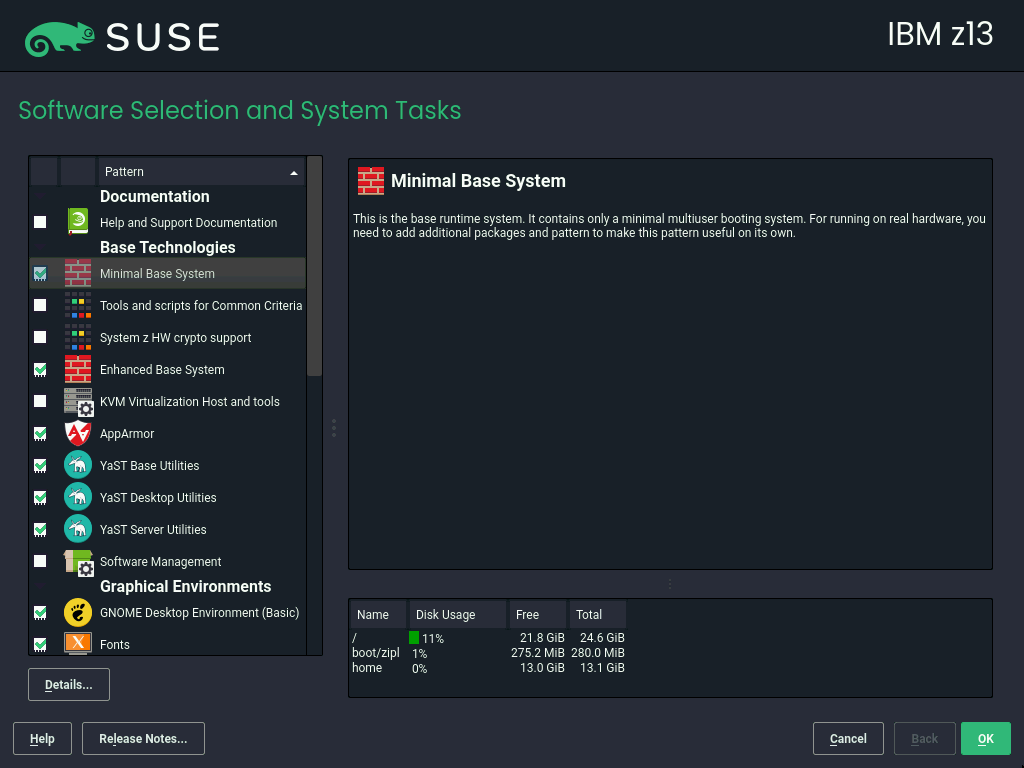 SUSE
IBM z13
Software Selection and System Tasks
Pattern
Documentation
Help and Support Documentation
Base Technologies
Minimal Base System
Tools and scripts for Common Criteria
System z HW crypto support
Enhanced Base System
KVM Virtualization Host and tools
AppArmor
YaST Base Utilities
YaST Desktop Utilities
YaST Server Utilities
Software Management
Graphical Environments
GNOME Desktop Environment (Basic)
Fonts
Details...
Minimal Base System
This is the base runtime system. It contains only a minimal multiuser booting system. For running on real hardware, you
need to add additional packages and pattern to make this pattern useful on its own.
Name Disk Usage Free Total
/ 11% 21.8 GiB 24.6 GiB
boot/zipl 1% 275.2 MiB 280.0 MiB
home 0% 13.0 GiB 13.1 GiB
Help Release Notes... Cancel Back OK